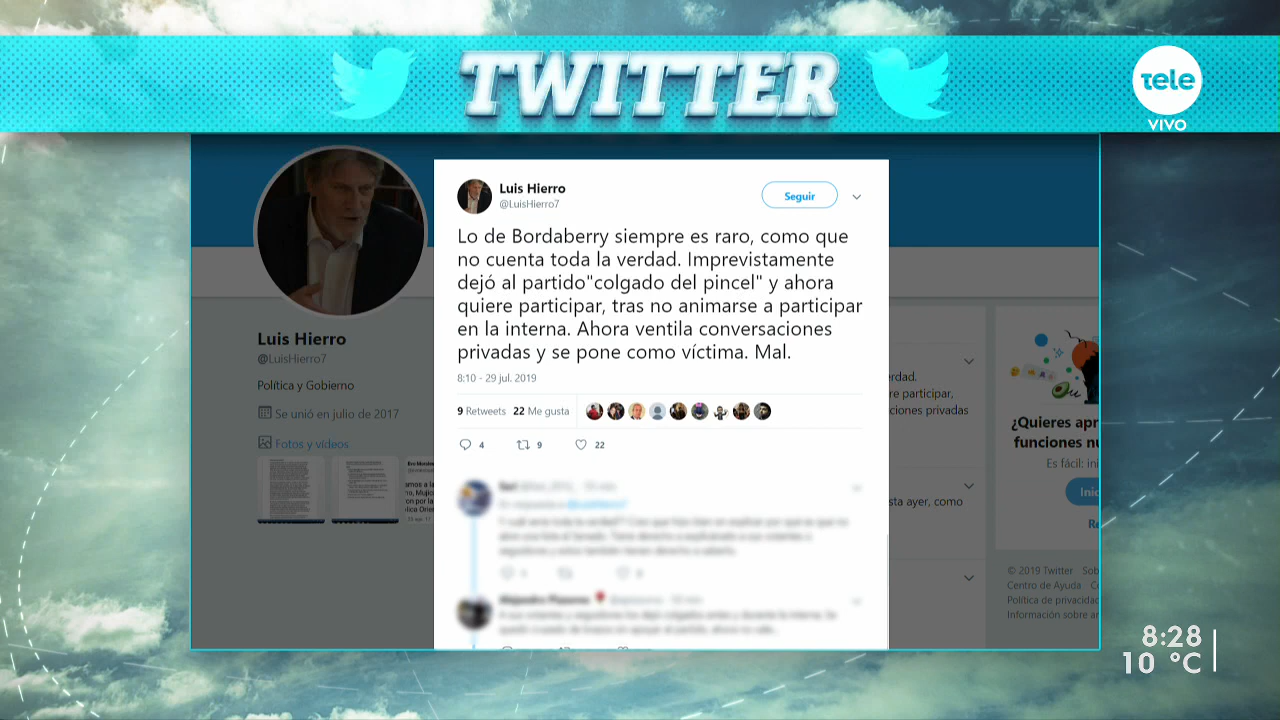 TWITTER
tele
VIVO
Luis Hierro
@LuisHierro7
Seguir
Lo de Bordaberry siempre es raro, como que
no cuenta toda la verdad. Imprevistamente
dejó al partido"colgado del pincel" y ahora
quiere participar, tras no animarse a participar
en la interna. Ahora ventila conversaciones
privadas y se pone como víctima. Mal.
8:10 - 29 jul. 2019
9 Retweets 22 Me gusta
4 9 22
Luis Hierro
@LuisHierro7
Política y Gobierno
Se unió en julio de 2017
Fotos y vídeos
erdad.
re participar,
ciones privadas
sta ayer, como
¿Quieres apr
funciones nu
Es fácil: ini
Inic
© 2019 Twitter Sob
Centro de Ayuda
Política de privacidad
Información sobre
8:28
10 °C